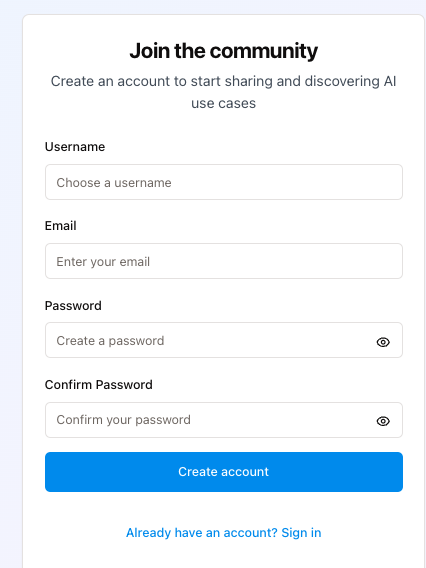 Join the community
Create an account to start sharing and discovering AI
use cases
Username
Choose a username
Email
Enter your email
Password
Create a password
Confirm Password
Confirm your password
Create account
Already have an account? Sign in